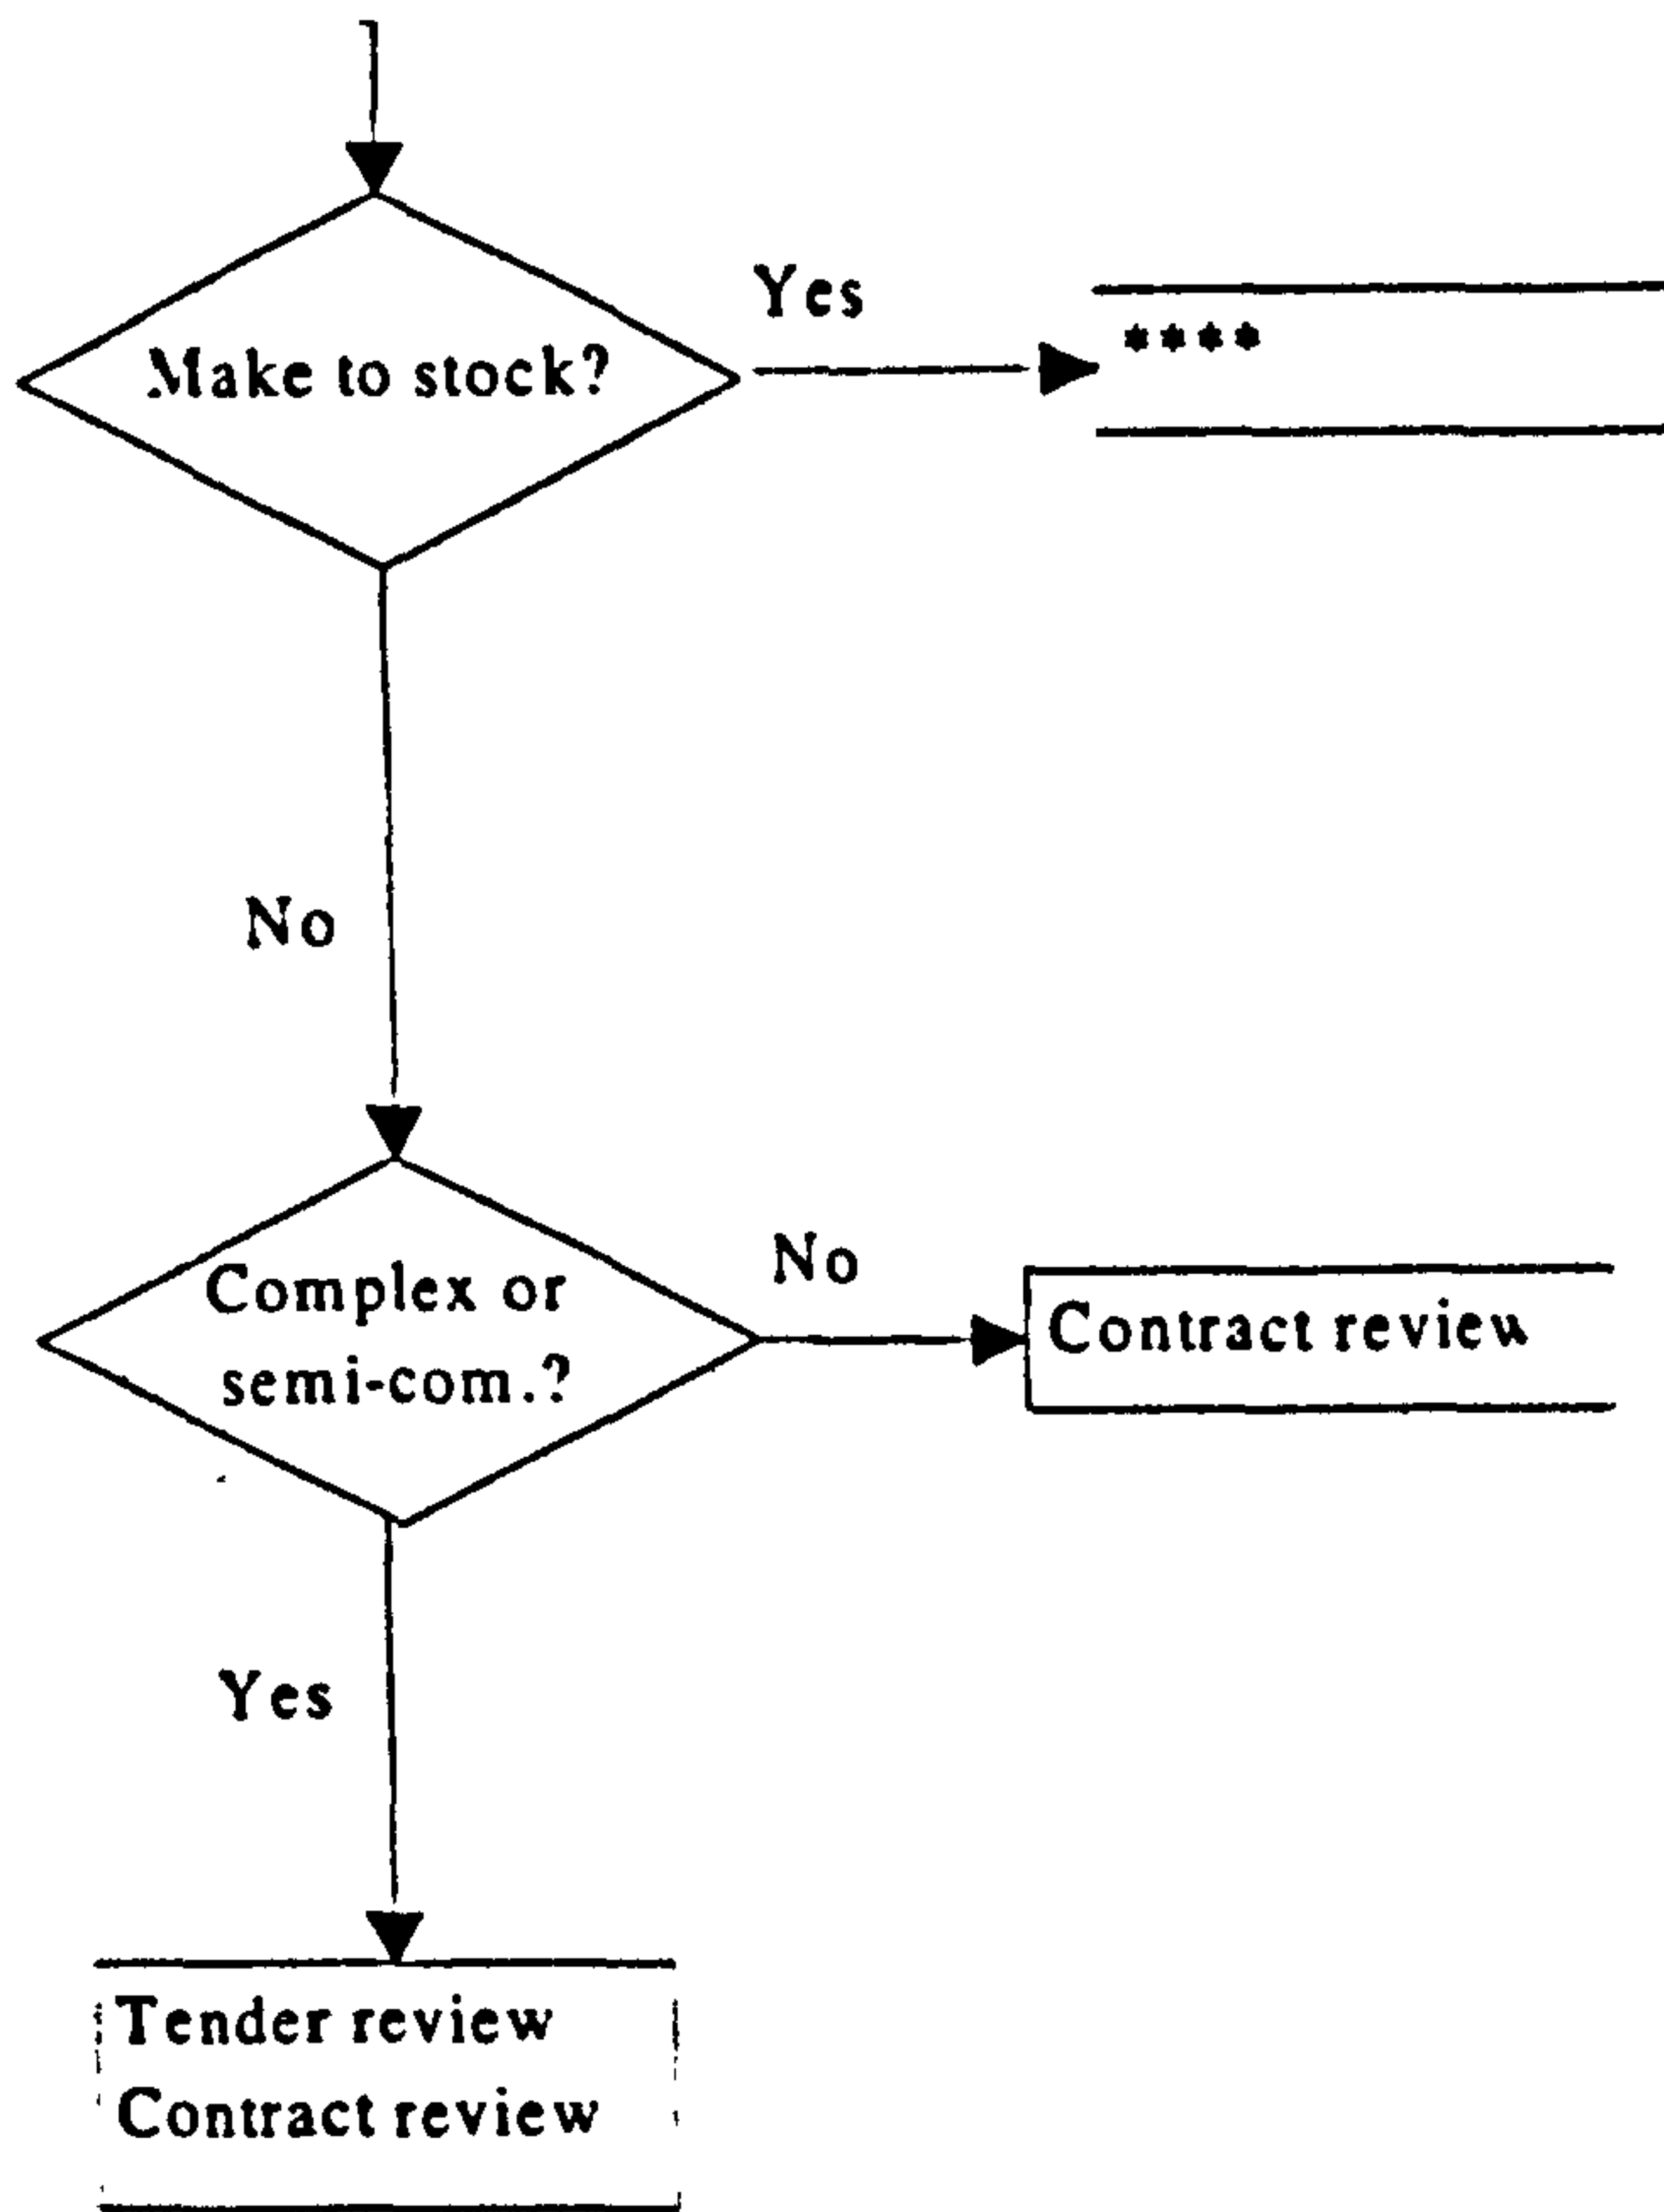 Yes
****
Make to stock?
No
Complex or
semi-com.?
No
Contract review
Yes
Tender review
Contract review